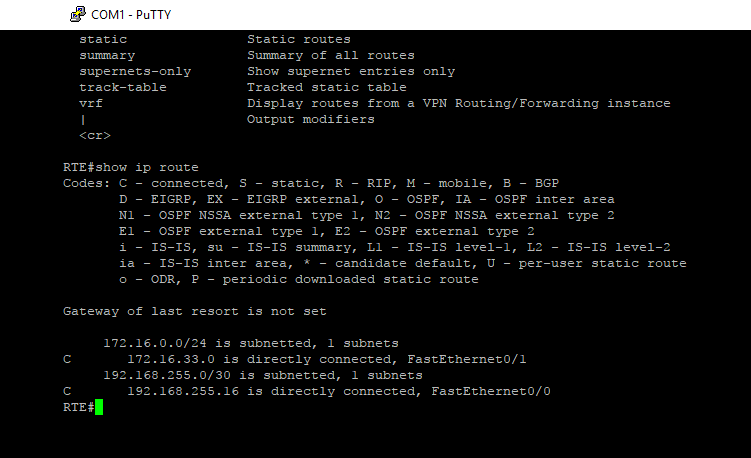 COM1 - PuTTY
static Static routes
summary Summary of all routes
supernets-only Show supernet entries only
track-table Tracked static table
vrf Display routes from a VPN Routing/Forwarding instance
| Output modifiers
<cr>
RTE#show ip route
Codes: C - connected, S - static, R - RIP, M - mobile, B - BGP
D - EIGRP, EX - EIGRP external, O - OSPF, IA - OSPF inter area
N1 - OSPF NSSA external type 1, N2 - OSPF NSSA external type 2
E1 - OSPF external type 1, E2 - OSPF external type 2
i - IS-IS, su - IS-IS summary, L1 - IS-IS level-1, L2 - IS-IS level-2
ia - IS-IS inter area, * - candidate default, U - per-user static route
o - ODR, P - periodic downloaded static route
Gateway of last resort is not set
172.16.0.0/24 is subnetted, 1 subnets
C 172.16.33.0 is directly connected, FastEthernet0/1
192.168.255.0/30 is subnetted, 1 subnets
C 192.168.255.16 is directly connected, FastEthernet0/0
RTE#